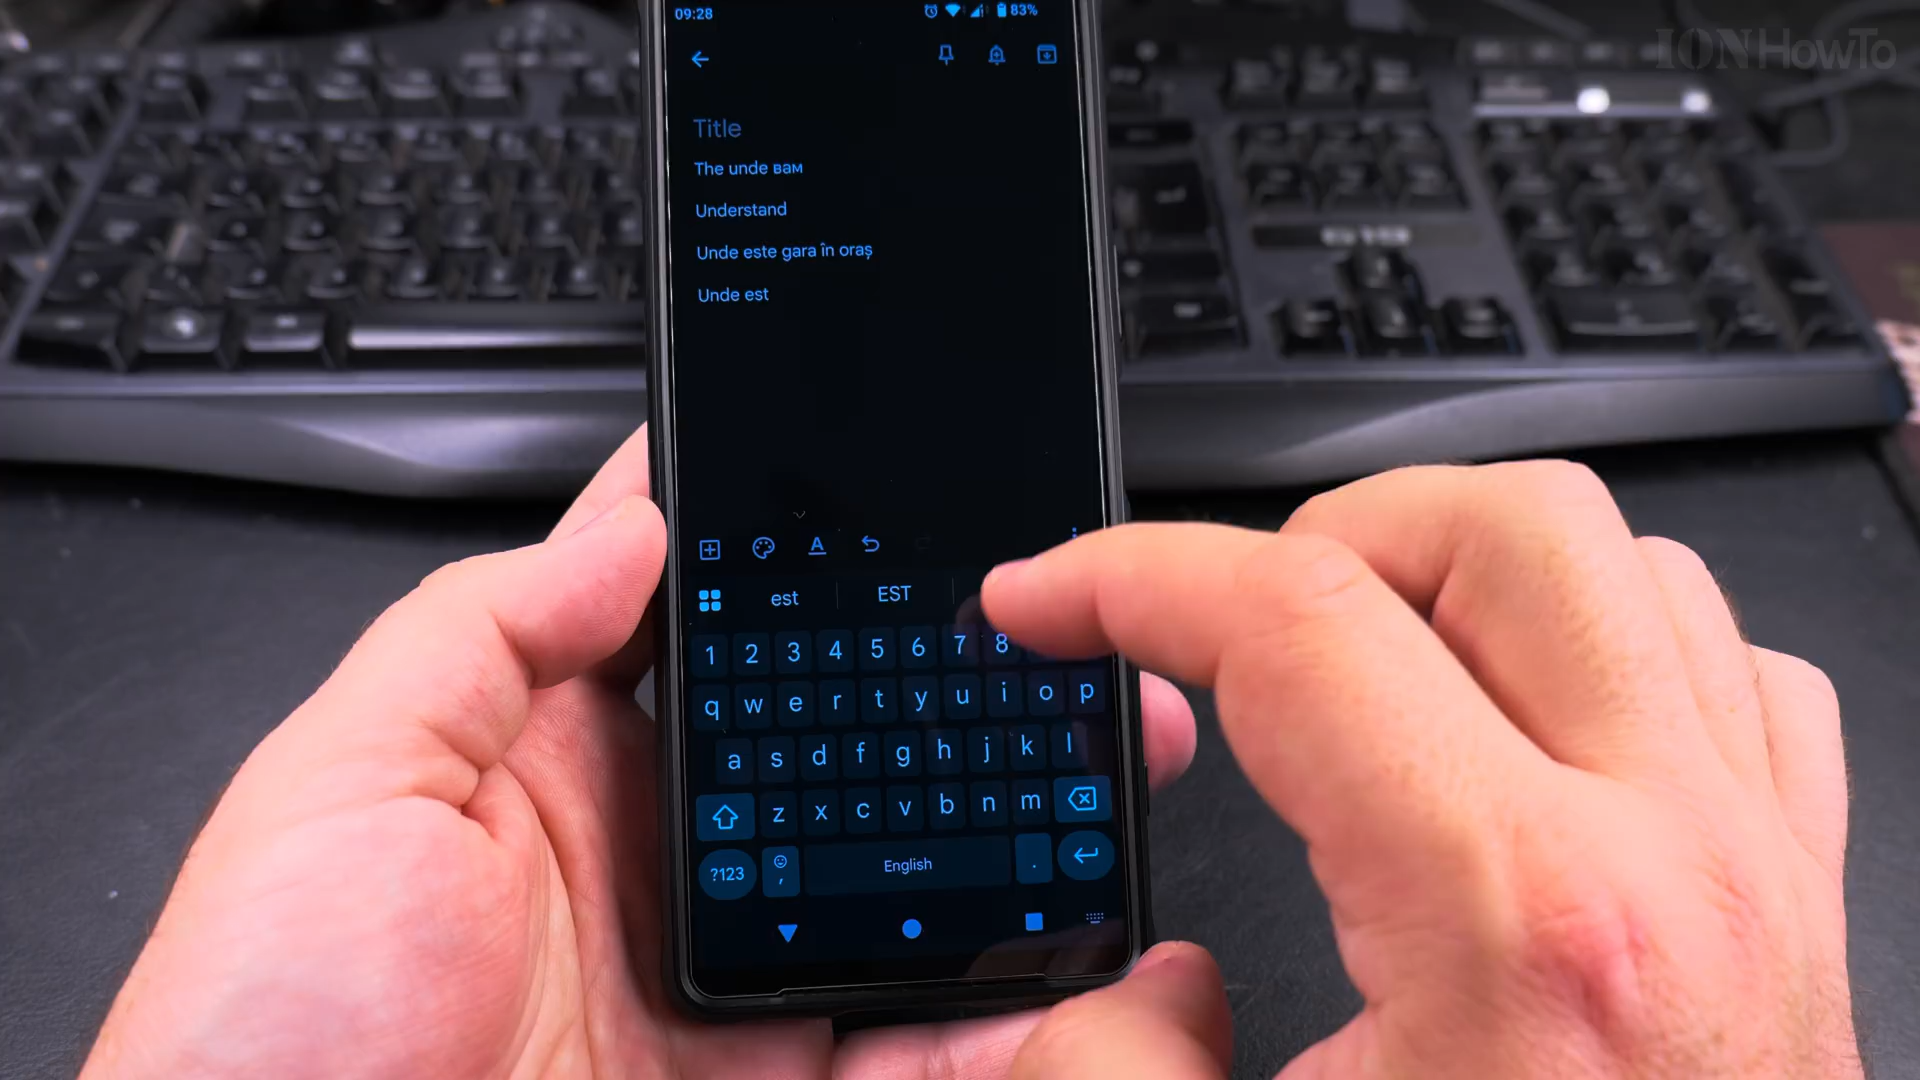 IONHowTo
09:28
83%
Title
The unde вам
Understand
Unde este gara în oraș
Unde est
A
est EST
1 2 3 4 5 6 7 8
q w e r t y u i o p
a s d f g h j k l
z x c v b n m
?123 , English .
G19